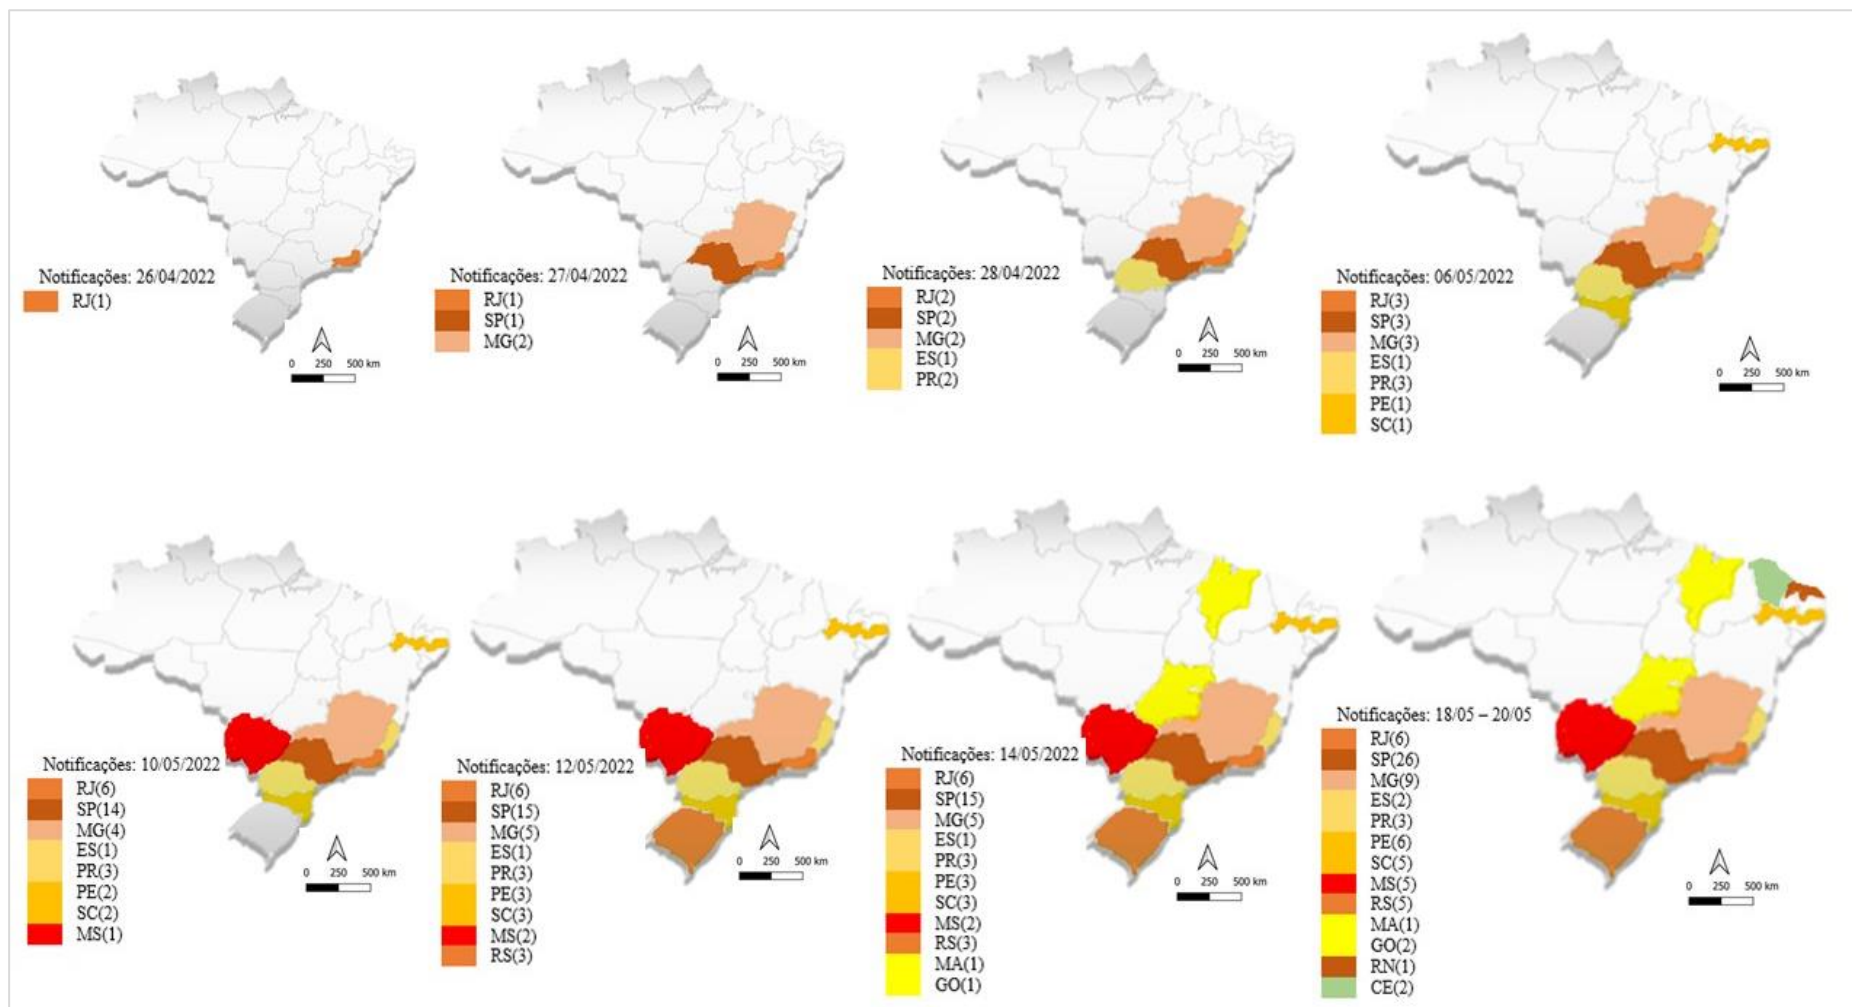 Notificações: 26/04/2022
RJ(1)
0 250 500 km
Notificações: 27/04/2022
RJ(1)
SP(1)
MG(2)
0 250 500 km
Notificações: 28/04/2022
RJ(2)
SP(2)
MG(2)
ES(1)
PR(2)
0 250 500 km
Notificações: 06/05/2022
RJ(3)
SP(3)
MG(3)
ES(1)
PR(3)
PE(1)
SC(1)
0 250 500 km
Notificações: 10/05/2022
RJ(6)
SP(14)
MG(4)
ES(1)
PR(3)
PE(2)
SC(2)
MS(1)
0 250 500 km
Notificações: 12/05/2022
RJ(6)
SP(15)
MG(5)
ES(1)
PR(3)
PE(3)
SC(3)
MS(2)
RS(3)
0 250 500 km
Notificações: 14/05/2022
RJ(6)
SP(15)
MG(5)
ES(1)
PR(3)
PE(3)
SC(3)
MS(2)
RS(3)
MA(1)
GO(1)
0 250 500 km
Notificações: 18/05 – 20/05
RJ(6)
SP(26)
MG(9)
ES(2)
PR(3)
PE(6)
SC(5)
MS(5)
RS(5)
MA(1)
GO(2)
RN(1)
CE(2)
0 250 500 km